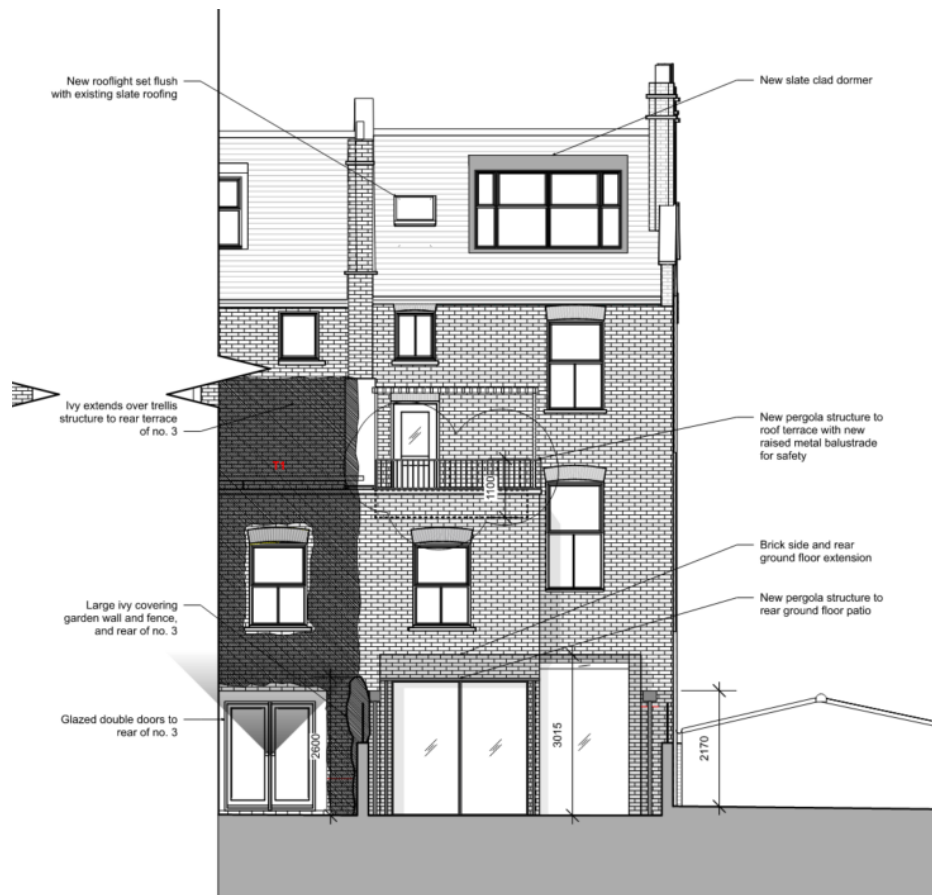 New rooflight set flush
with existing slate roofing
New slate clad dormer
Ivy extends over trellis
structure to rear terrace
of no. 3
New pergola structure to
roof terrace with new
raised metal balustrade
for safety
1100
Brick side and rear
ground floor extension
New pergola structure to
rear ground floor patio
Large ivy covering
garden wall and fence,
and rear of no. 3
Glazed double doors to
rear of no. 3
2600
3015
2170